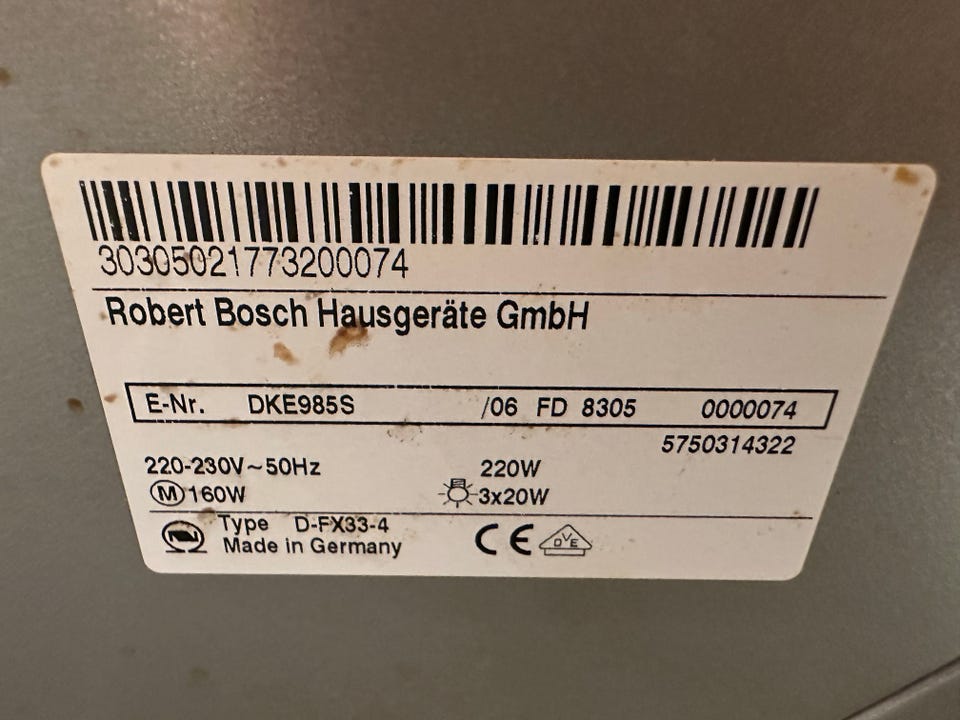 30305021773200074
Robert Bosch Hausgeräte GmbH
E-Nr. DKE985S /06 FD 8305 0000074
5750314322
220-230V~50Hz 220W
M 160W 3x20W
Type D-FX33-4
Made in Germany
CE
DVE